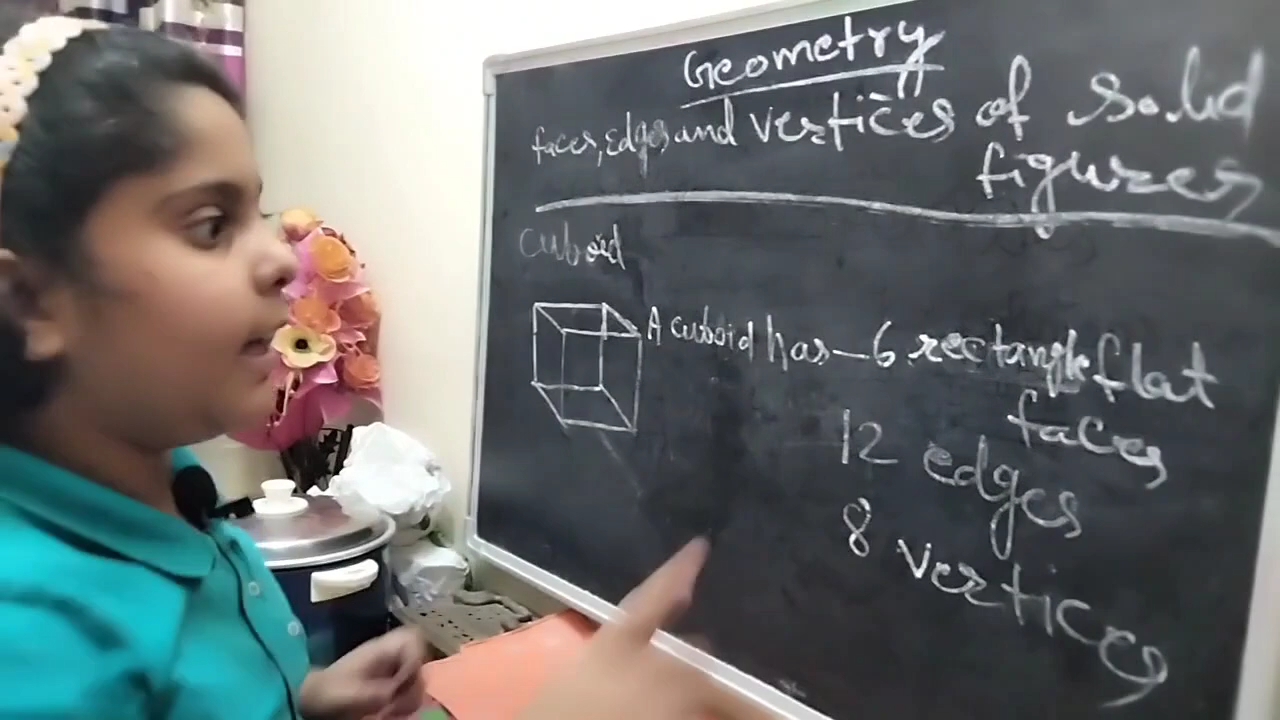 Geometry
faces, Edges and vertices of solid
figures
cuboid
A cuboid has - 6 rectangle flat
faces
12 edges
8 vertices